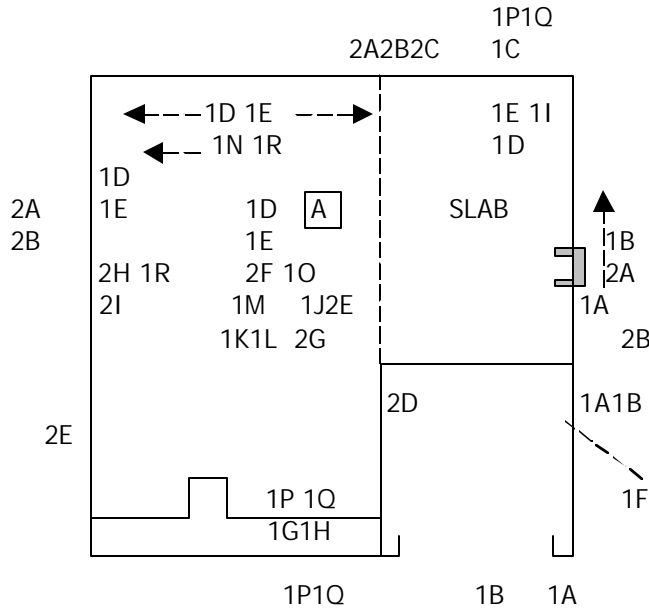 1P1Q
2A2B2C 1C
1D 1E 1E 1I
1N 1R 1D
1D
2A 1E 1D A SLAB
2B 1E 1B
2H 1R 2F 1O 2A
2I 1M 1J2E 1A
1K1L 2G 2B
2D 1A1B
2E
1P 1Q 1F
1G1H
1P1Q 1B 1A